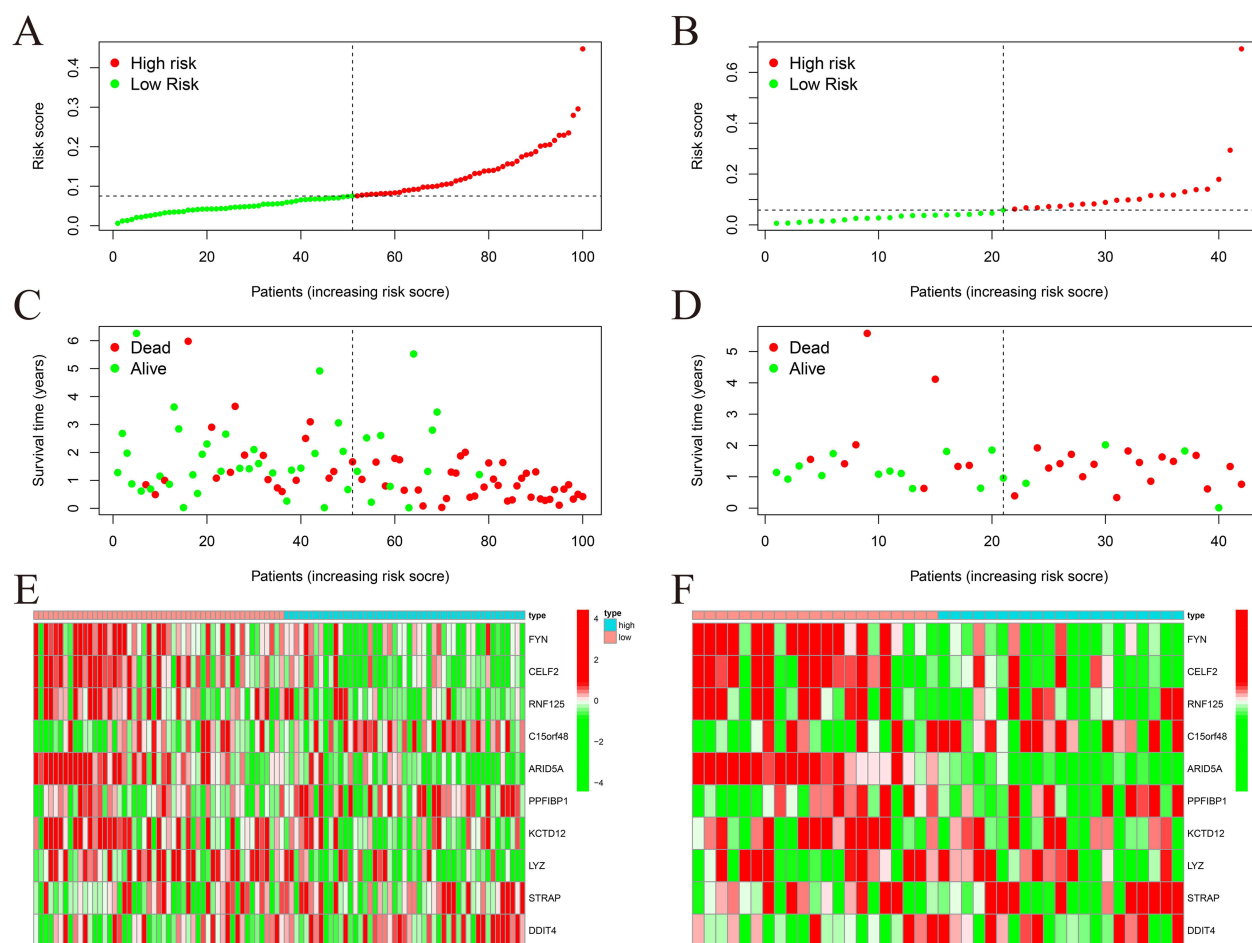 A
High risk
Low Risk
Risk score
0.0
0.1
0.2
0.3
0.4
0
20
40
60
80
100
Patients (increasing risk socre)
B
High risk
Low Risk
Risk score
0.0
0.2
0.4
0.6
0
10
20
30
40
Patients (increasing risk socre)
C
Dead
Alive
Survival time (years)
0
1
2
3
4
5
6
0
20
40
60
80
100
Patients (increasing risk socre)
D
Dead
Alive
Survival time (years)
0
1
2
3
4
5
0
10
20
30
40
Patients (increasing risk socre)
E
type
FYN
CELF2
RNF125
C15orf48
ARID5A
PPFIBP1
KCTD12
LYZ
STRAP
DDIT4
4
2
0
−2
−4
type
high
low
F
type
FYN
CELF2
RNF125
C15orf48
ARID5A
PPFIBP1
KCTD12
LYZ
STRAP
DDIT4